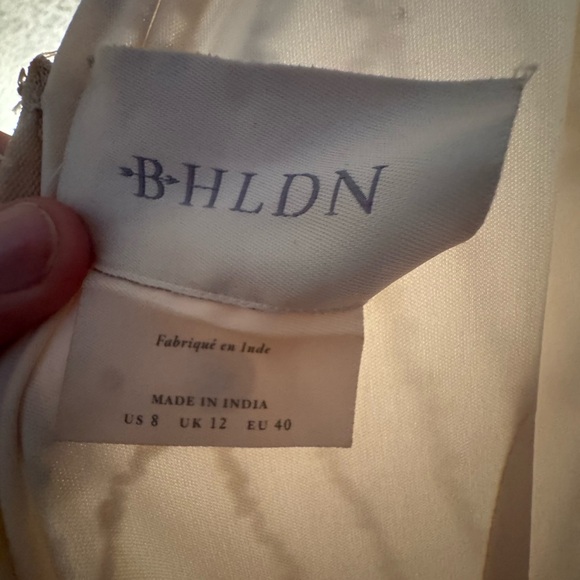 BHLDN
Fabriqué en Inde
MADE IN INDIA
US 8 UK 12 EU 40